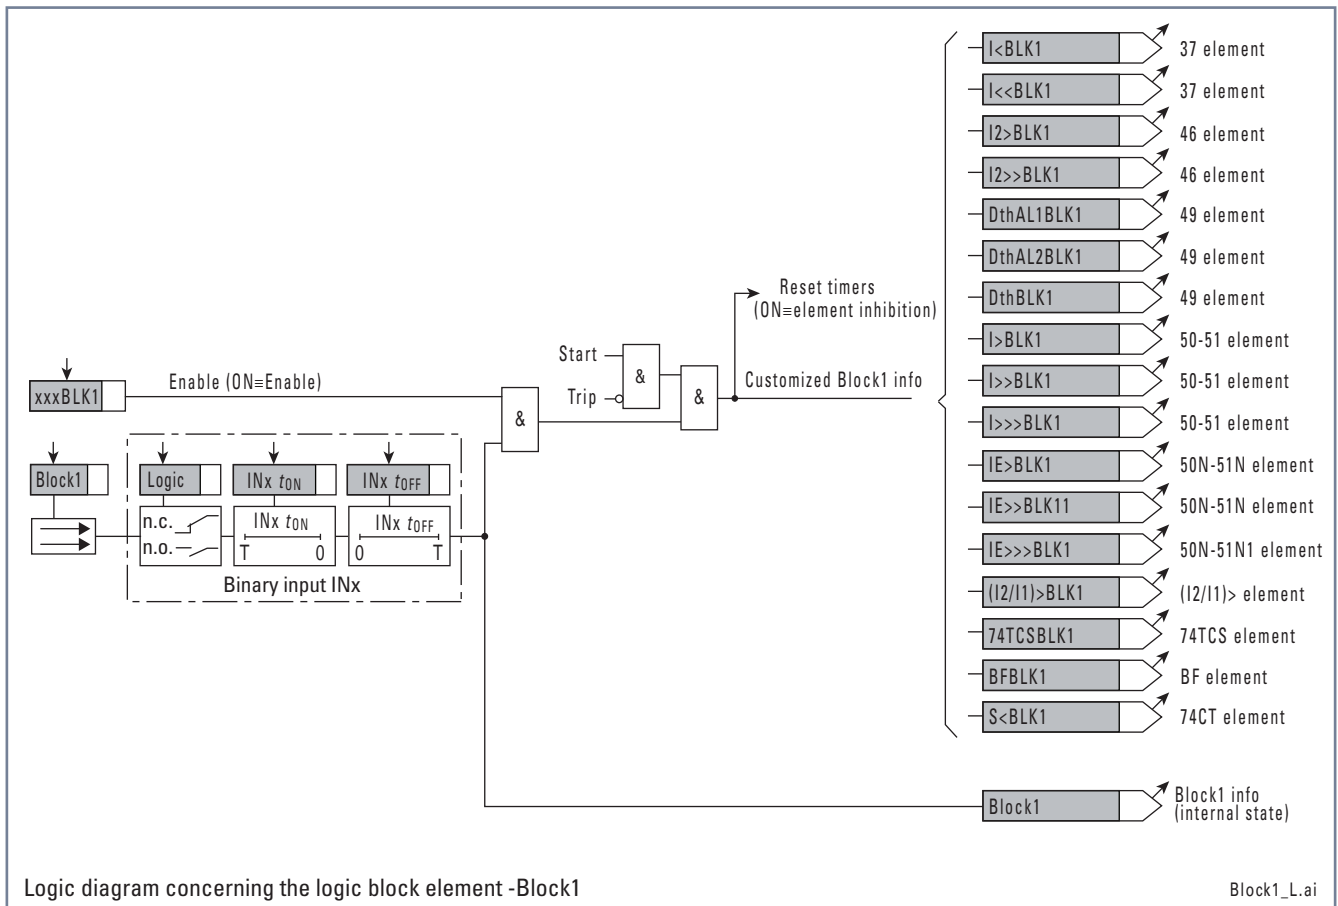 I<BLK1
37 element
I<<BLK1
37 element
I2>BLK1
46 element
I2>>BLK1
46 element
DthAL1BLK1
49 element
DthAL2BLK1
49 element
DthBLK1
49 element
I>BLK1
50-51 element
I>>BLK1
50-51 element
I>>>BLK1
50-51 element
IE>BLK1
50N-51N element
IE>>BLK11
50N-51N element
IE>>>BLK1
50N-51N1 element
(I2/I1)>BLK1
(I2/I1)> element
74TCSBLK1
74TCS element
BFBLK1
BF element
S<BLK1
74CT element
Reset timers
(ON≡element inhibition)
Start
&
Trip
&
Customized Block1 info
xxxBLK1
Enable (ON≡Enable)
&
Block1
Logic
INx tON
INx tOFF
n.c.
n.o.
INx tON
T 0
INx tOFF
0 T
Binary input INx
Block1
Block1 info
(internal state)
Logic diagram concerning the logic block element -Block1
Block1_L.ai